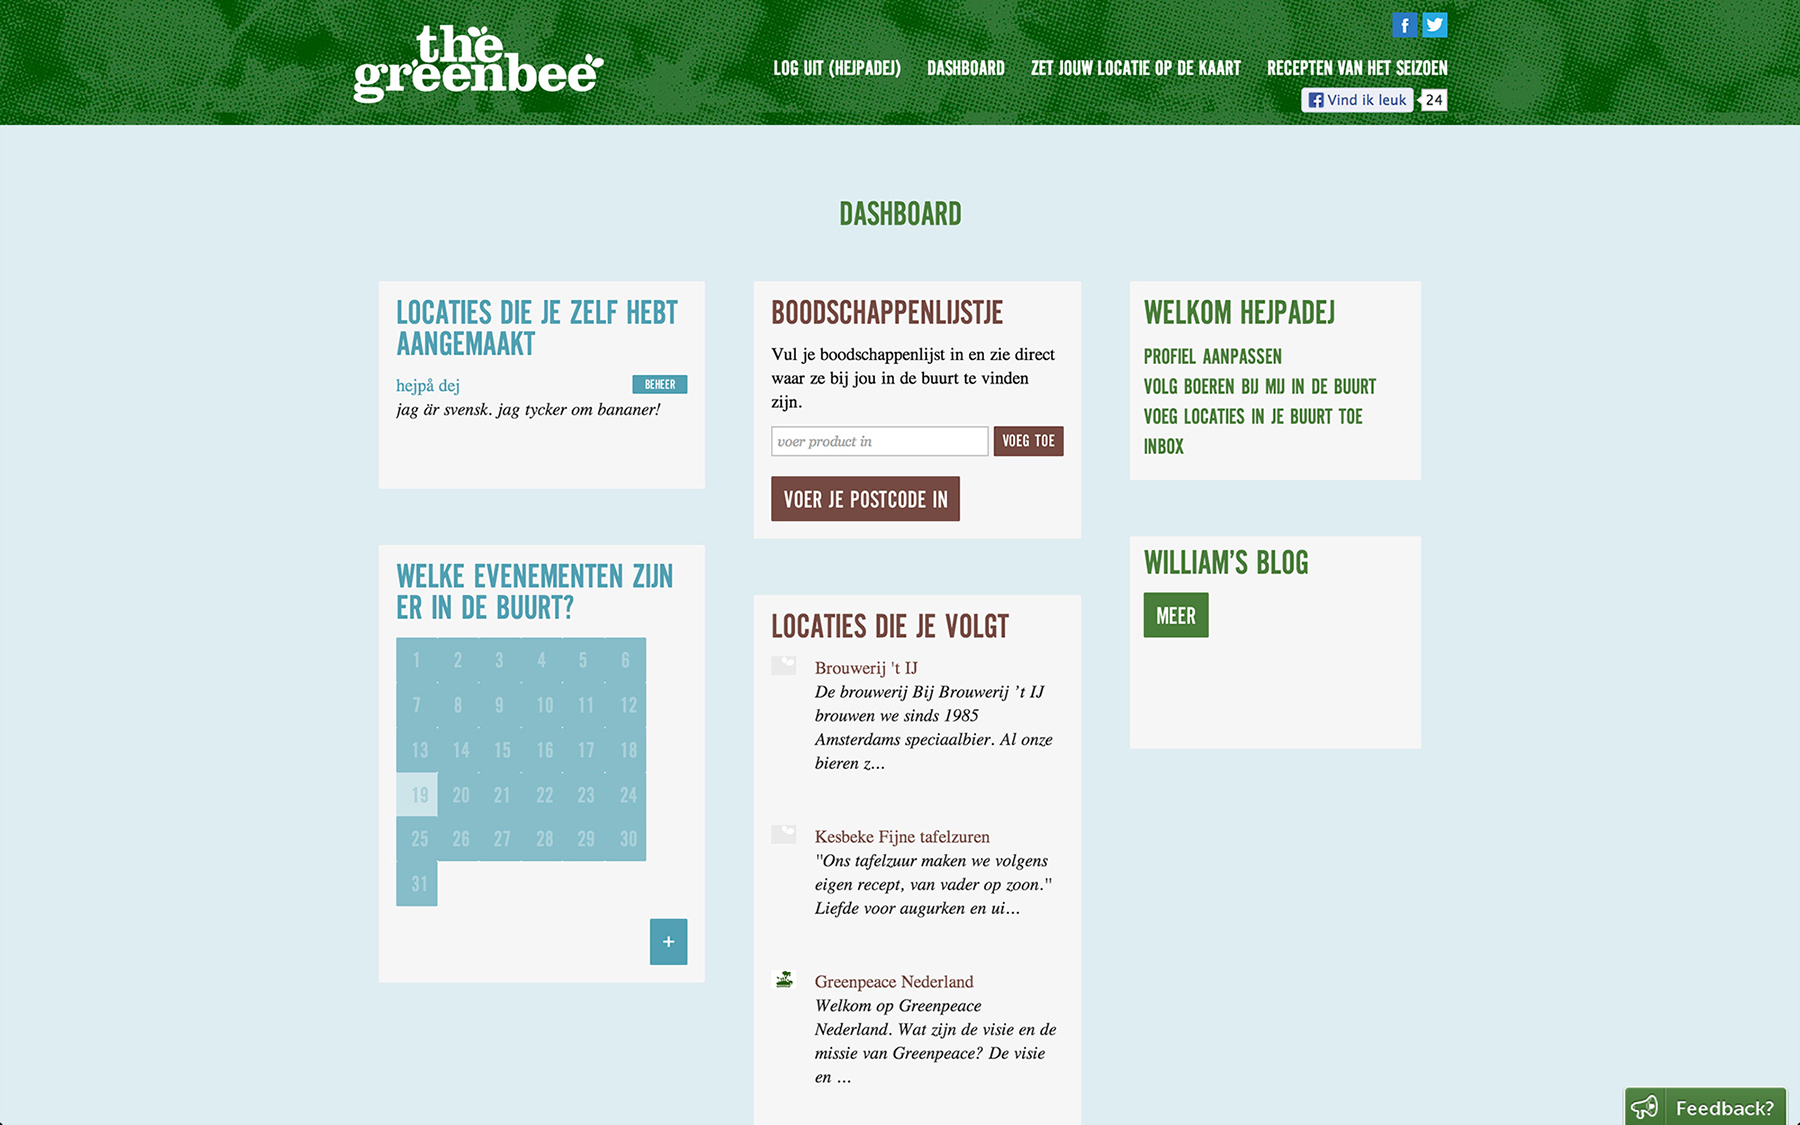 the
greenbee
LOG UIT (HEJPADEJ) DASHBOARD ZET JOUW LOCATIE OP DE KAART RECEPTEN VAN HET SEIZOEN
Vind ik leuk 24
DASHBOARD
LOCATIES DIE JE ZELF HEBT
AANGEMAAKT
hejpå dej BEHEER
jag är svensk. jag tycker om bananer!
WELKE EVENEMENTEN ZIJN
ER IN DE BUURT?
1 2 3 4 5 6
7 8 9 10 11 12
13 14 15 16 17 18
19 20 21 22 23 24
25 26 27 28 29 30
31
+
BOODSCHAPPENLIJSTJE
Vul je boodschappenlijst in en zie direct
waar ze bij jou in de buurt te vinden
zijn.
voer product in VOEG TOE
VOER JE POSTCODE IN
LOCATIES DIE JE VOLGT
Brouwerij 't IJ
De brouwerij Bij Brouwerij ’t IJ
brouwen we sinds 1985
Amsterdams speciaalbier. Al onze
bieren z...
Kesbeke Fijne tafelzuren
"Ons tafelzuur maken we volgens
eigen recept, van vader op zoon."
Liefde voor augurken en ui...
Greenpeace Nederland
Welkom op Greenpeace
Nederland. Wat zijn de visie en de
missie van Greenpeace? De visie
en ...
WELKOM HEJPADEJ
PROFIEL AANPASSEN
VOLG BOEREN BIJ MIJ IN DE BUURT
VOEG LOCATIES IN JE BUURT TOE
INBOX
WILLIAM'S BLOG
MEER
Feedback?